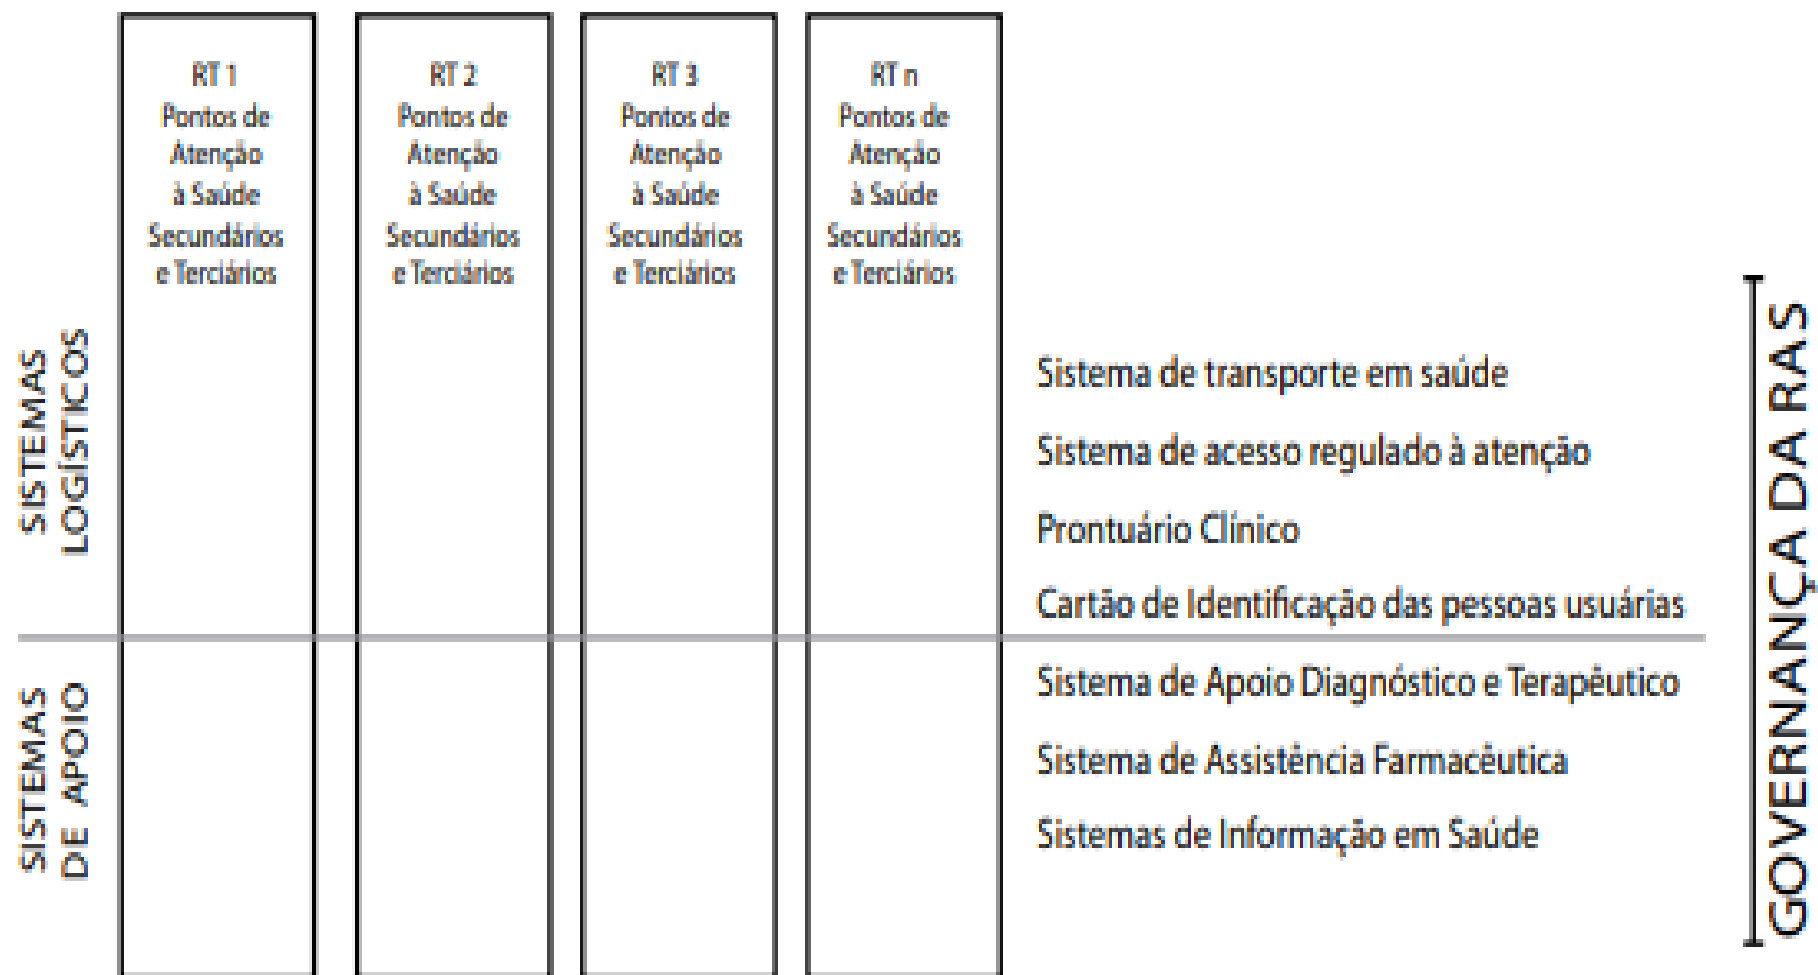 RT 1
Pontos de
Atenção
à Saúde
Secundários
e Terciários
RT 2
Pontos de
Atenção
à Saúde
Secundários
e Terciários
RT 3
Pontos de
Atenção
à Saúde
Secundários
e Terciários
RT n
Pontos de
Atenção
à Saúde
Secundários
e Terciários
SISTEMAS
LOGÍSTICOS
Sistema de transporte em saúde
Sistema de acesso regulado à atenção
Prontuário Clínico
Cartão de Identificação das pessoas usuárias
SISTEMAS
DE APOIO
Sistema de Apoio Diagnóstico e Terapêutico
Sistema de Assistência Farmacêutica
Sistemas de Informação em Saúde
GOVERNANÇA DA RAS